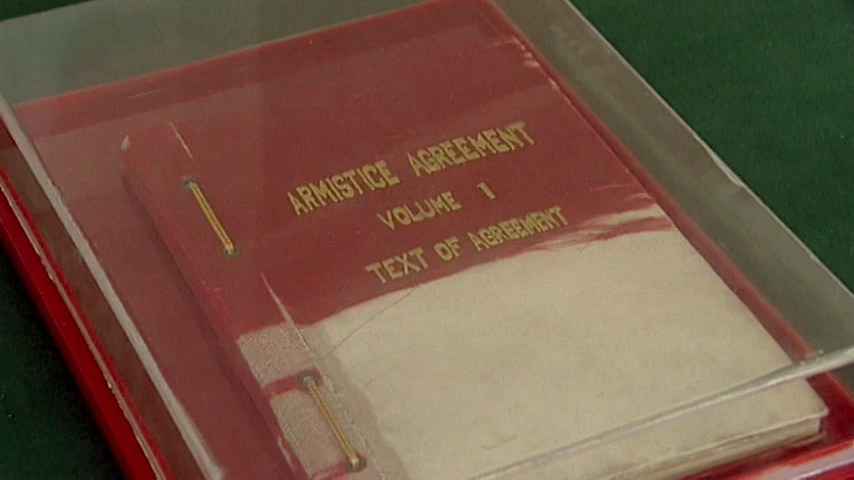 ARMISTICE AGREEMENT
VOLUME 1
TEXT OF AGREEMENT